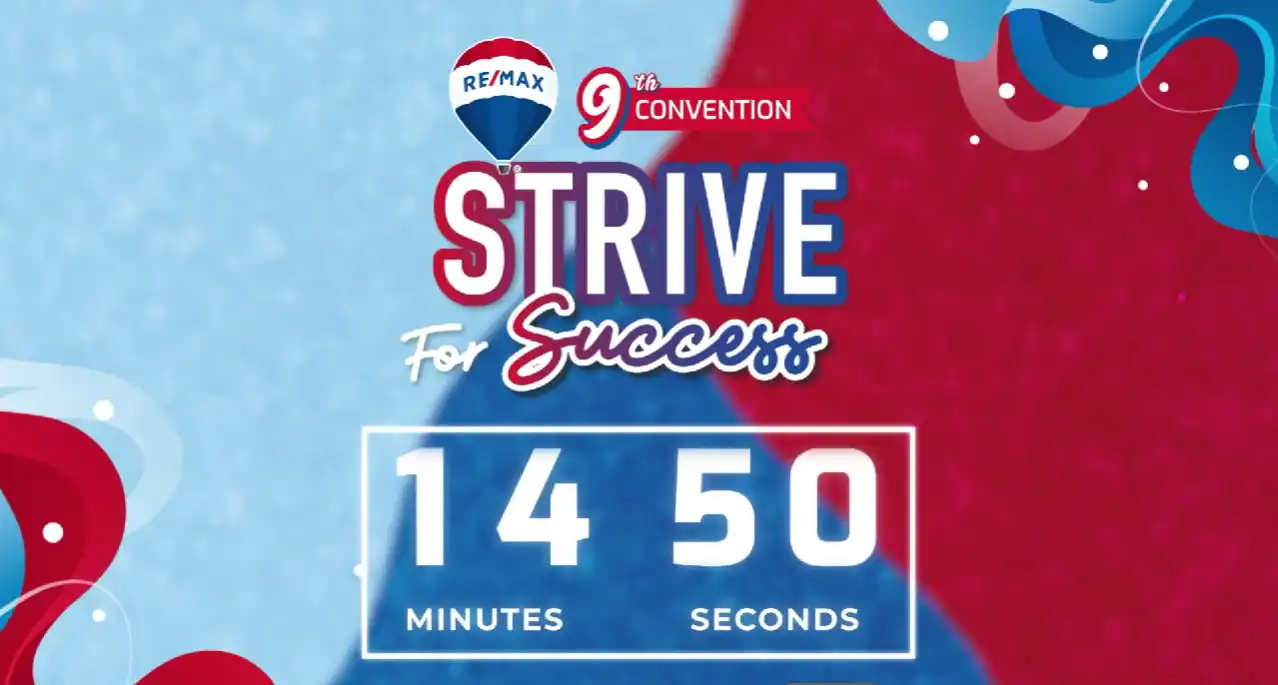 RE/MAX
9th CONVENTION
STRIVE
For Success
14 50
MINUTES SECONDS